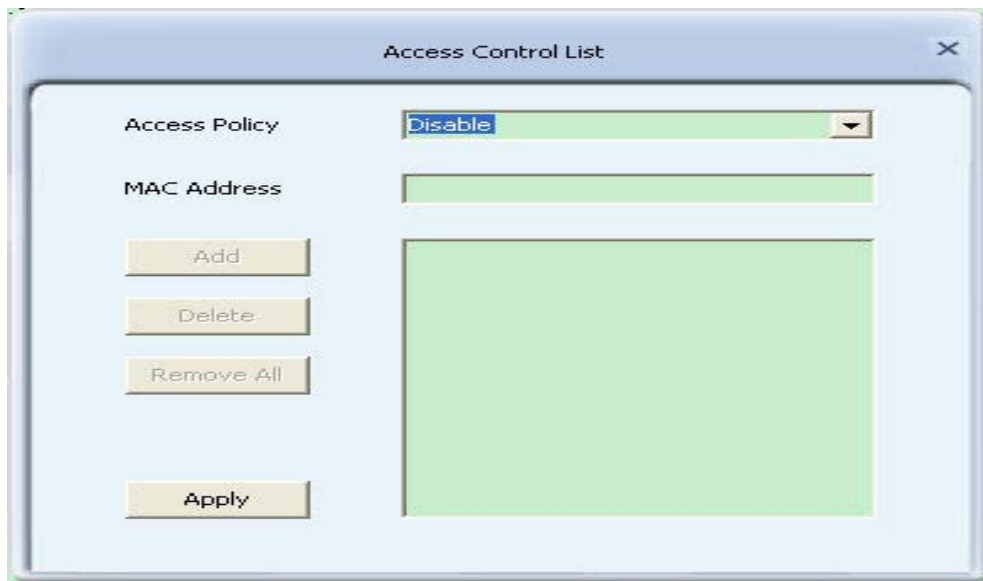 Access Control List
Access Policy Disable
MAC Address
Add
Delete
Remove All
Apply